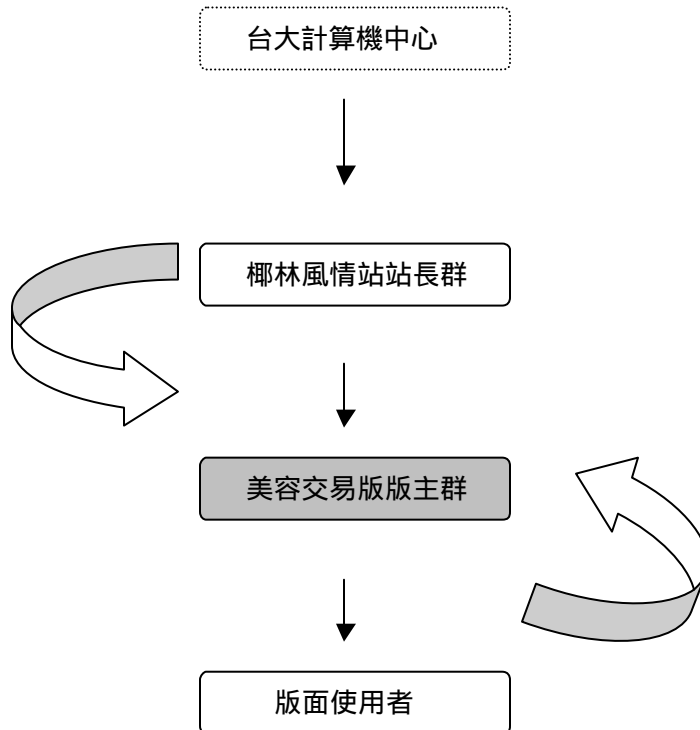 台大計算機中心
椰林風情站站長群
美容交易版版主群
版面使用者